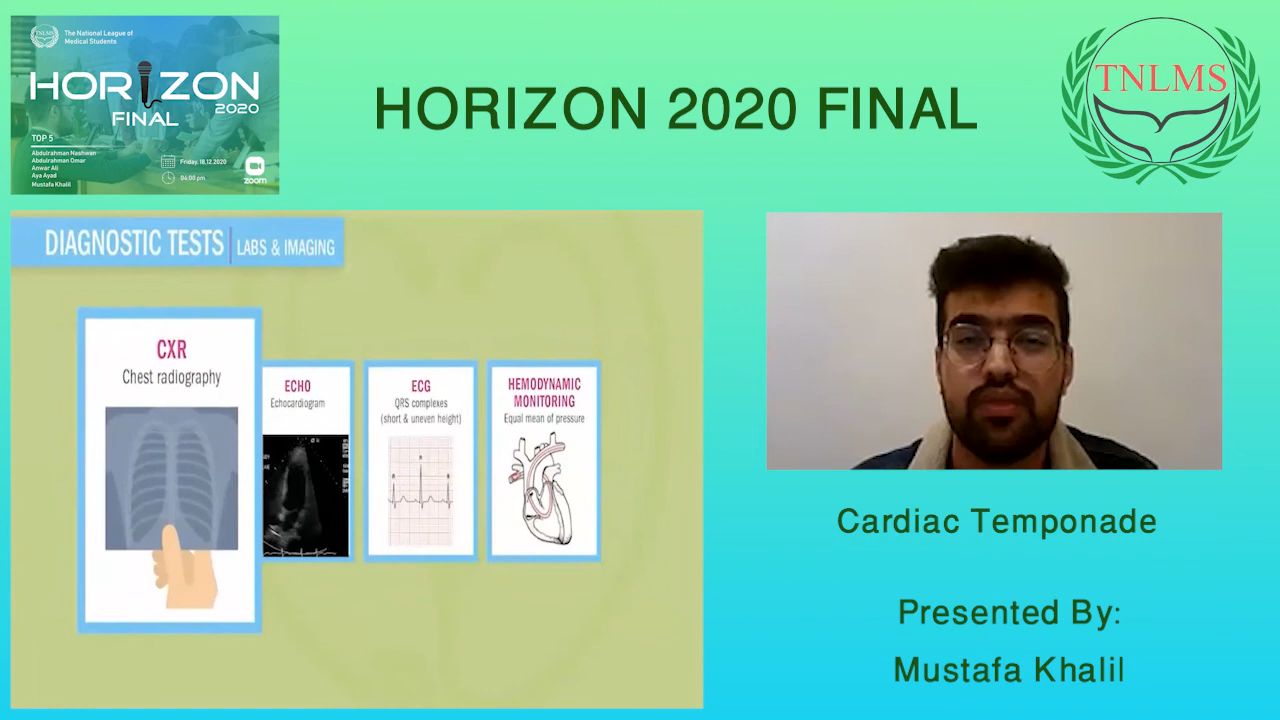 The National League of
Medical Students
HORIZON
2020
FINAL
TOP 5
Abdulrahman Nashwan
Abdulrahman Omar
Anwar Ali
Aya Ayad
Mustafa Khalil
Friday, 18.12.2020
04:00 pm
zoom
HORIZON 2020 FINAL
TNLMS
DIAGNOSTIC TESTS | LABS & IMAGING
CXR
Chest radiography
ECHO
Echocardiogram
ECG
QRS complexes
(short & uneven height)
HEMODYNAMIC
MONITORING
Equal mean of pressure
Cardiac Temponade
Presented By:
Mustafa Khalil